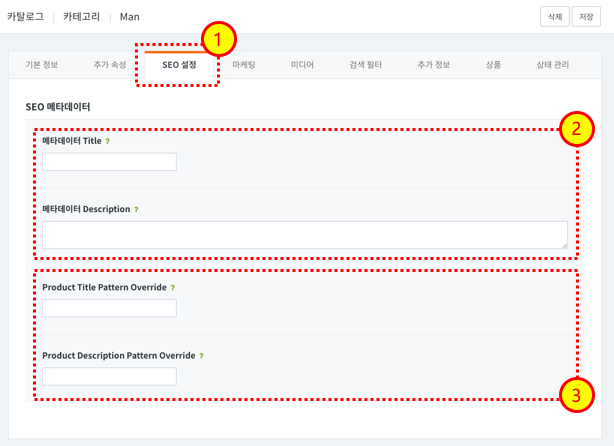 카탈로그 카테고리 Man 삭제 저장
1
기본 정보 추가 속성 SEO 설정 마케팅 미디어 검색 필터 추가 정보 상품 상태 관리
SEO 메타데이터
2
메타데이터 Title ?
메타데이터 Description ?
Product Title Pattern Override ?
Product Description Pattern Override ?
3